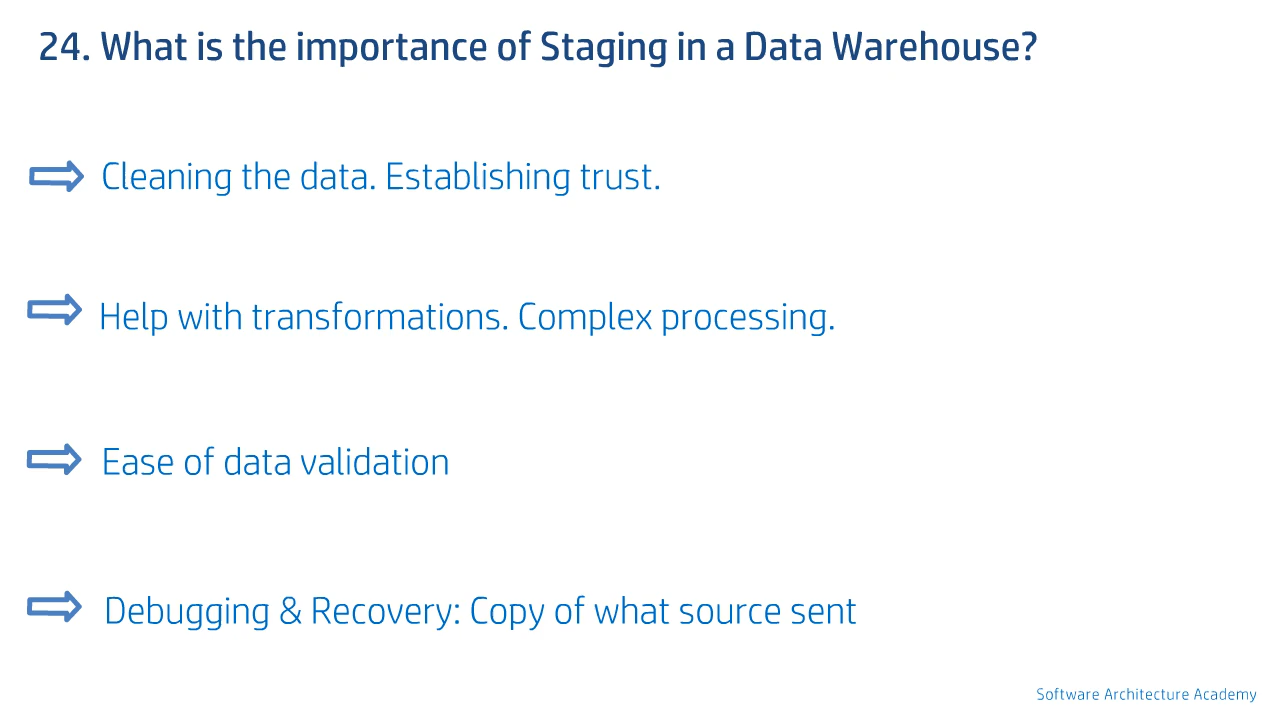 24. What is the importance of Staging in a Data Warehouse?
Cleaning the data. Establishing trust.
Help with transformations. Complex processing.
Ease of data validation
Debugging & Recovery: Copy of what source sent
Software Architecture Academy